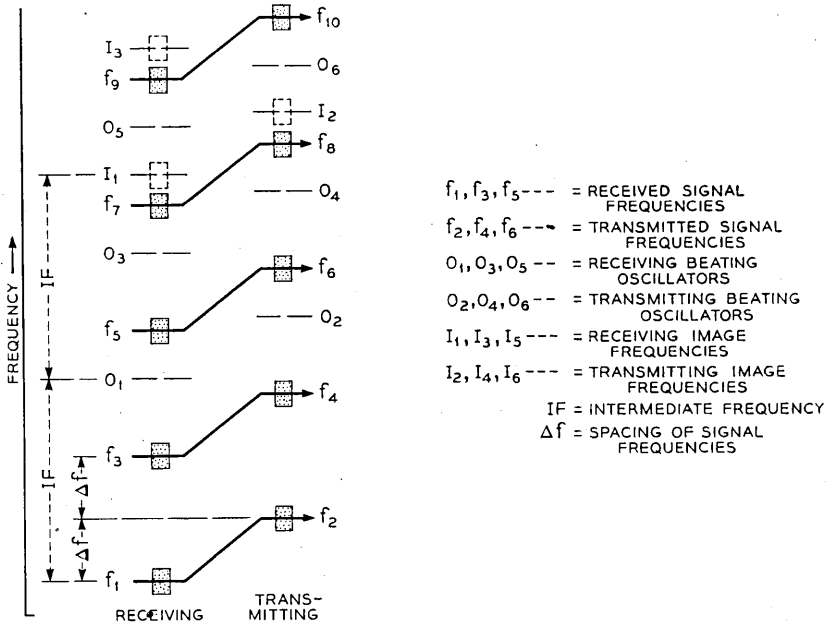 f10
I3
O6
f9
I2
O5
f8
I1
f7
O4
O3
f6
O2
f5
O1
f4
f3
f2
f1
FREQUENCY
IF
IF
Δf
Δf
RECEIVING
TRANS-
MITTING
f1, f3, f5--- = RECEIVED SIGNAL
FREQUENCIES
f2, f4, f6--- = TRANSMITTED SIGNAL
FREQUENCIES
O1, O3, O5-- = RECEIVING BEATING
OSCILLATORS
O2, O4, O6-- = TRANSMITTING BEATING
OSCILLATORS
I1, I3, I5--- = RECEIVING IMAGE
FREQUENCIES
I2, I4, I6--- = TRANSMITTING IMAGE
FREQUENCIES
IF = INTERMEDIATE FREQUENCY
Δf = SPACING OF SIGNAL
FREQUENCIES